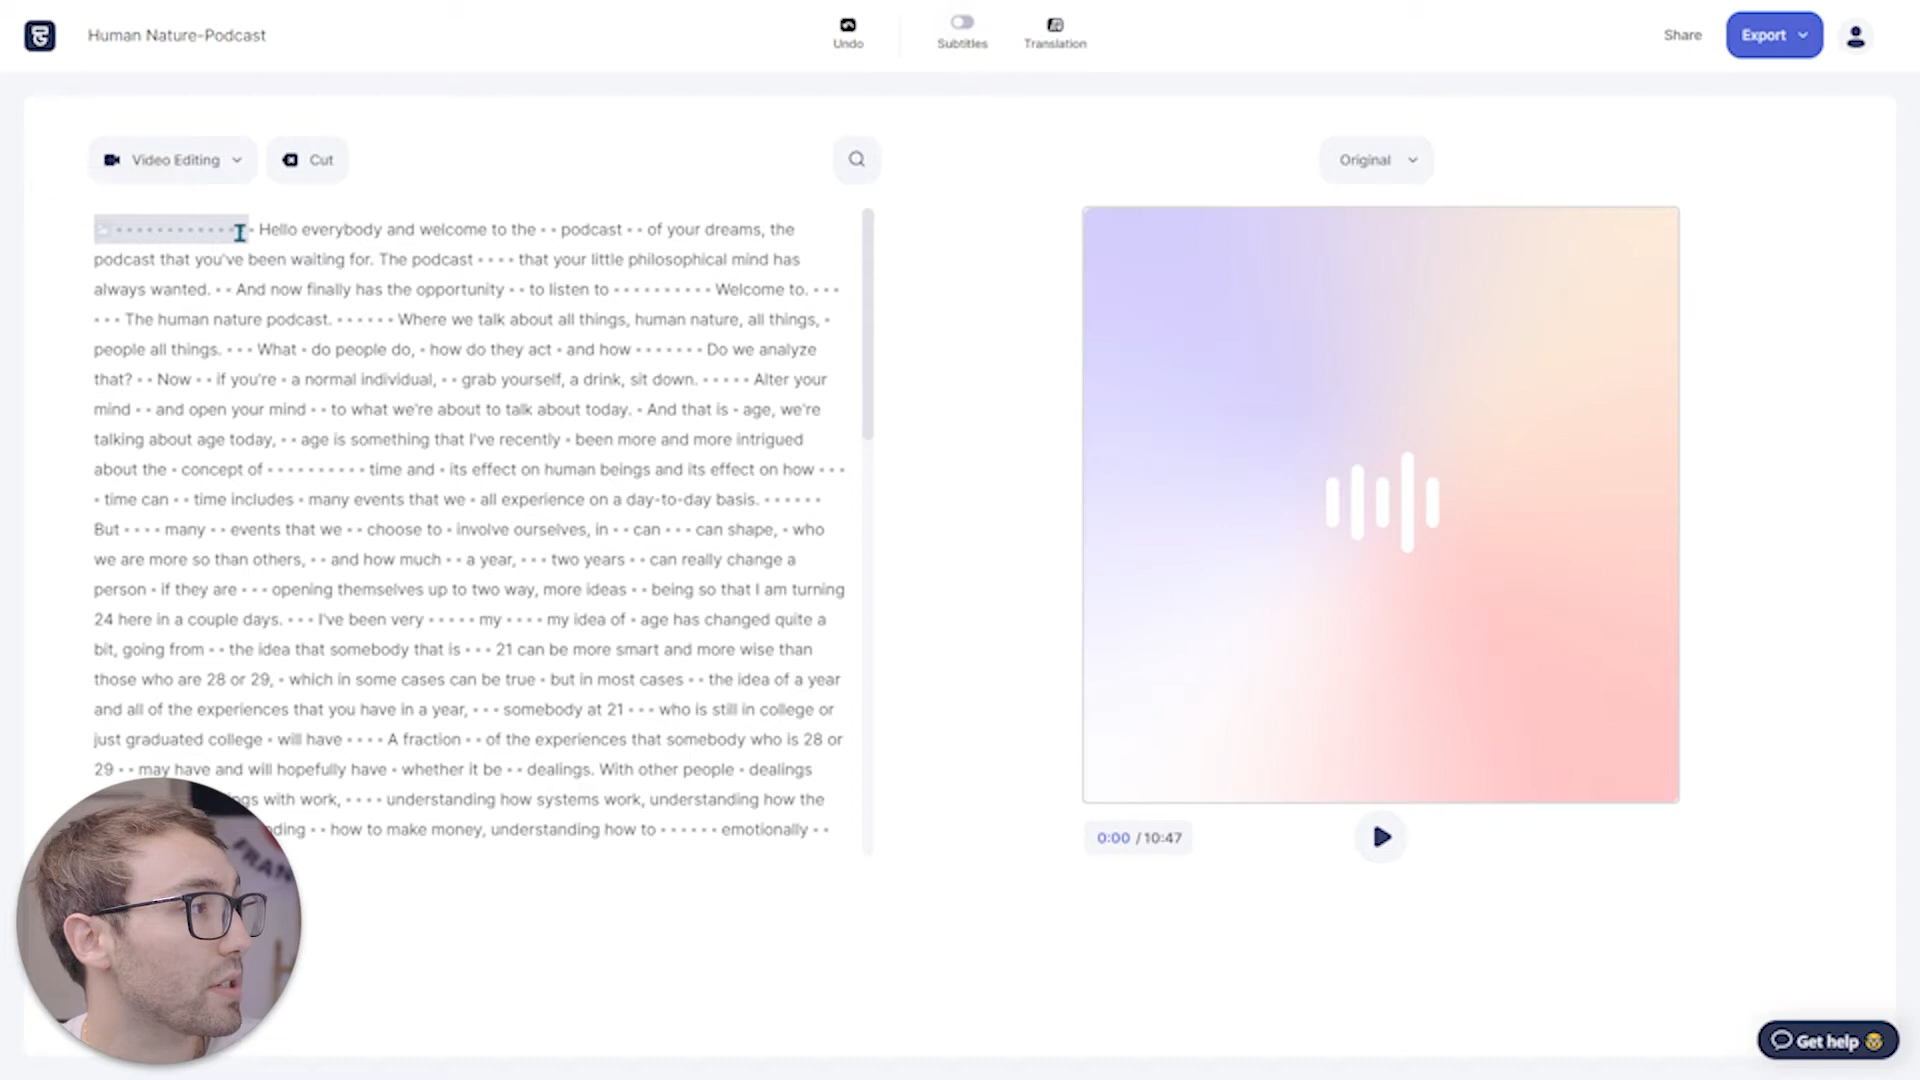 Human Nature-Podcast
Undo
Subtitles
Translation
Share
Export
Video Editing
Cut
Original
• • • • • • • • • • • • • • Hello everybody and welcome to the • • podcast • • of your dreams, the
podcast that you've been waiting for. The podcast • • • • that your little philosophical mind has
always wanted. • • And now finally has the opportunity • • to listen to • • • • • • • • • • Welcome to. • • •
• • • The human nature podcast. • • • • • • Where we talk about all things, human nature, all things, •
people all things. • • • What • do people do, • how do they act • and how • • • • • • • Do we analyze
that? • • Now • • if you're • a normal individual, • • grab yourself, a drink, sit down. • • • • • Alter your
mind • • and open your mind • • to what we're about to talk about today. • And that is • age, we're
talking about age today, • • age is something that I've recently • been more and more intrigued
about the • concept of • • • • • • • • • • time and • its effect on human beings and its effect on how • • •
• time can • • time includes • many events that we • all experience on a day-to-day basis. • • • • • •
But • • • • many • • events that we • • choose to • involve ourselves, in • • can • • • can shape, • who
we are more so than others, • • and how much • • a year, • • • two years • • can really change a
person • if they are • • • opening themselves up to two way, more ideas • • being so that I am turning
24 here in a couple days. • • • I've been very • • • • • my • • • • my idea of • age has changed quite a
bit, going from • • the idea that somebody that is • • • 21 can be more smart and more wise than
those who are 28 or 29, • which in some cases can be true • but in most cases • • the idea of a year
and all of the experiences that you have in a year, • • • somebody at 21 • • • who is still in college or
just graduated college • will have • • • • A fraction • • of the experiences that somebody who is 28 or
29 • • may have and will hopefully have • whether it be • • dealings. With other people • dealings
with work, • • • • understanding how systems work, understanding how the
• • how to make money, understanding how to • • • • • • emotionally • •
0:00 / 10:47
Get help